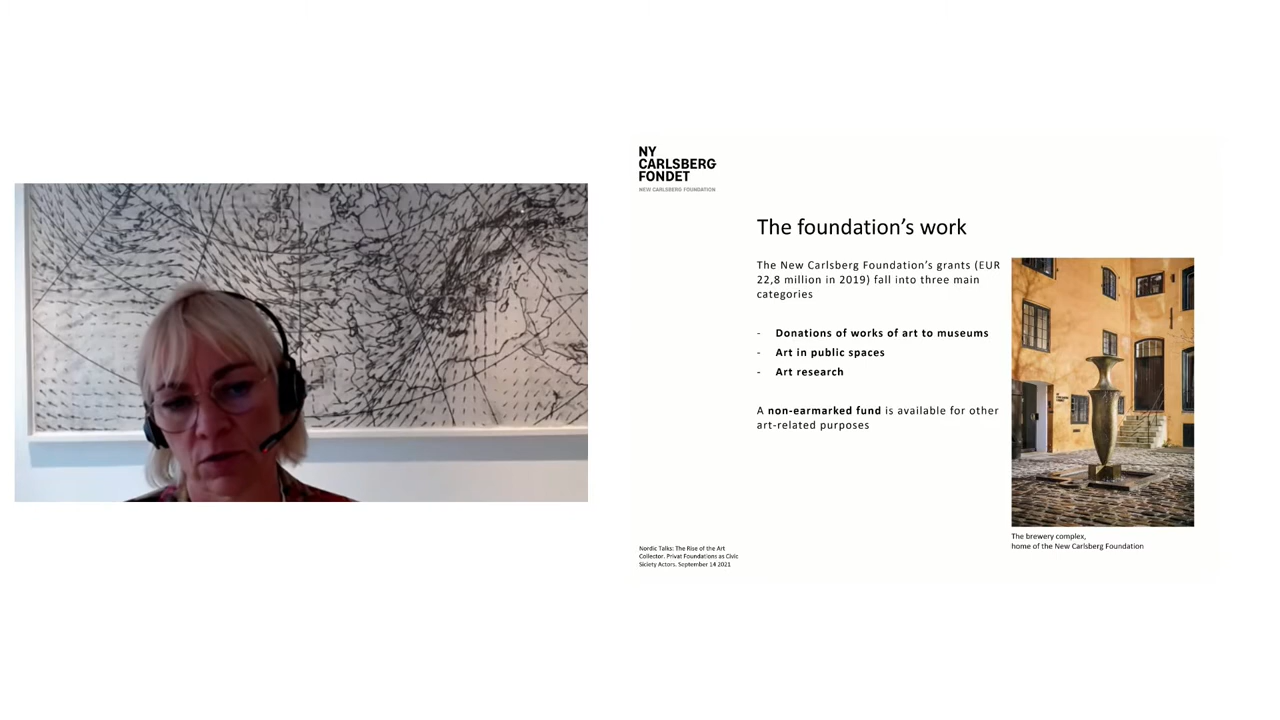 NY
CARLSBERG
FONDET
NEW CARLSBERG FOUNDATION
The foundation's work
The New Carlsberg Foundation's grants (EUR
22,8 million in 2019) fall into three main
categories
- Donations of works of art to museums
- Art in public spaces
- Art research
A non-earmarked fund is available for other
art-related purposes
The brewery complex,
home of the New Carlsberg Foundation
Nordic Talks: The Rise of the Art
Collector. Privat Foundations as Civic
Siciety Actors. September 14 2021